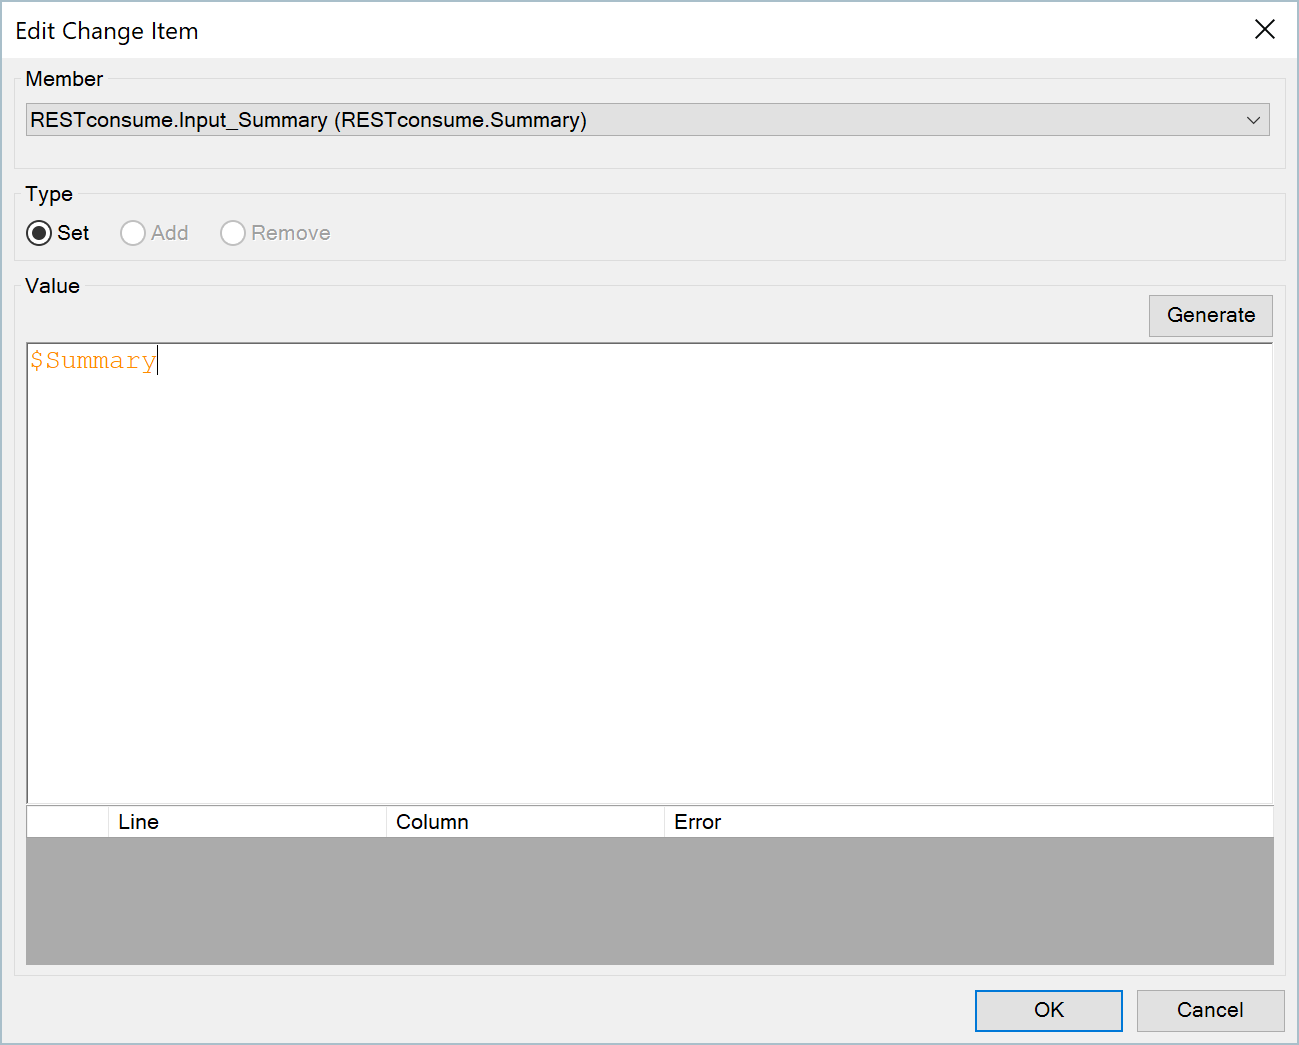 Edit Change Item
Member
RESTconsume.Input_Summary (RESTconsume.Summary)
Type
Set Add Remove
Value
Generate
$Summary
Line Column Error
OK Cancel